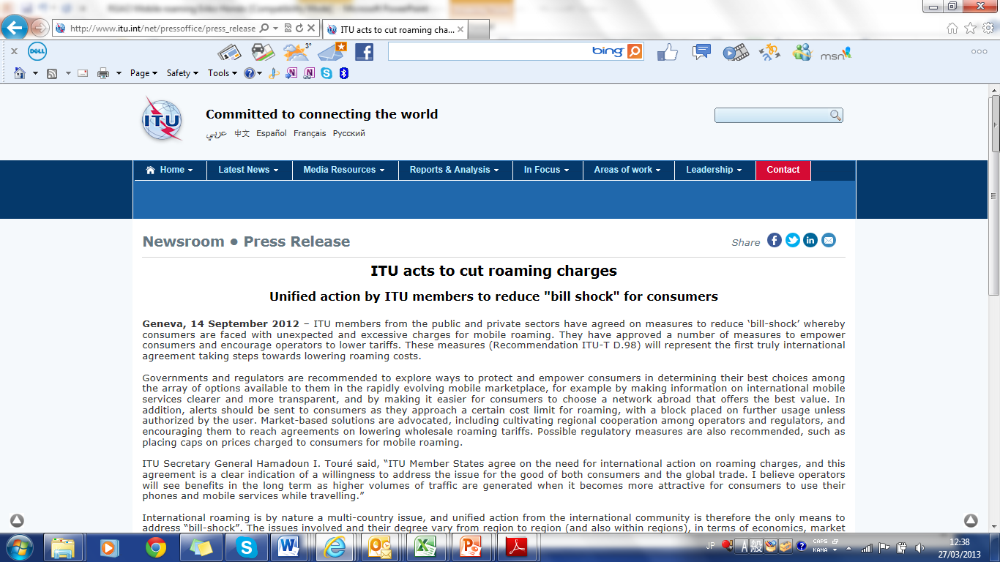 RGAO Mobile roaming Eriko Hondo (Compatibility Mode) - Microsoft PowerPoint
http://www.itu.int/net/pressoffice/press_release
ITU acts to cut roaming cha...
x DELL 3° bing msn
Page Safety Tools
ITU
Committed to connecting the world
عربي 中文 Español Français Русский
Home Latest News Media Resources Reports & Analysis In Focus Areas of work Leadership Contact
Newsroom • Press Release
Share
ITU acts to cut roaming charges
Unified action by ITU members to reduce "bill shock" for consumers
Geneva, 14 September 2012 – ITU members from the public and private sectors have agreed on measures to reduce ‘bill-shock’ whereby
consumers are faced with unexpected and excessive charges for mobile roaming. They have approved a number of measures to empower
consumers and encourage operators to lower tariffs. These measures (Recommendation ITU-T D.98) will represent the first truly international
agreement taking steps towards lowering roaming costs.
Governments and regulators are recommended to explore ways to protect and empower consumers in determining their best choices among
the array of options available to them in the rapidly evolving mobile marketplace, for example by making information on international mobile
services clearer and more transparent, and by making it easier for consumers to choose a network abroad that offers the best value. In
addition, alerts should be sent to consumers as they approach a certain cost limit for roaming, with a block placed on further usage unless
authorized by the user. Market-based solutions are advocated, including cultivating regional cooperation among operators and regulators, and
encouraging them to reach agreements on lowering wholesale roaming tariffs. Possible regulatory measures are also recommended, such as
placing caps on prices charged to consumers for mobile roaming.
ITU Secretary General Hamadoun I. Touré said, “ITU Member States agree on the need for international action on roaming charges, and this
agreement is a clear indication of a willingness to address the issue for the good of both consumers and the global trade. I believe operators
will see benefits in the long term as higher volumes of traffic are generated when it becomes more attractive for consumers to use their
phones and mobile services while travelling.”
International roaming is by nature a multi-country issue, and unified action from the international community is therefore the only means to
address “bill-shock”. The issues involved and their degree vary from region to region (and also within regions), in terms of economics, market
JP A 般 CAPS KANA
12:38
27/03/2013